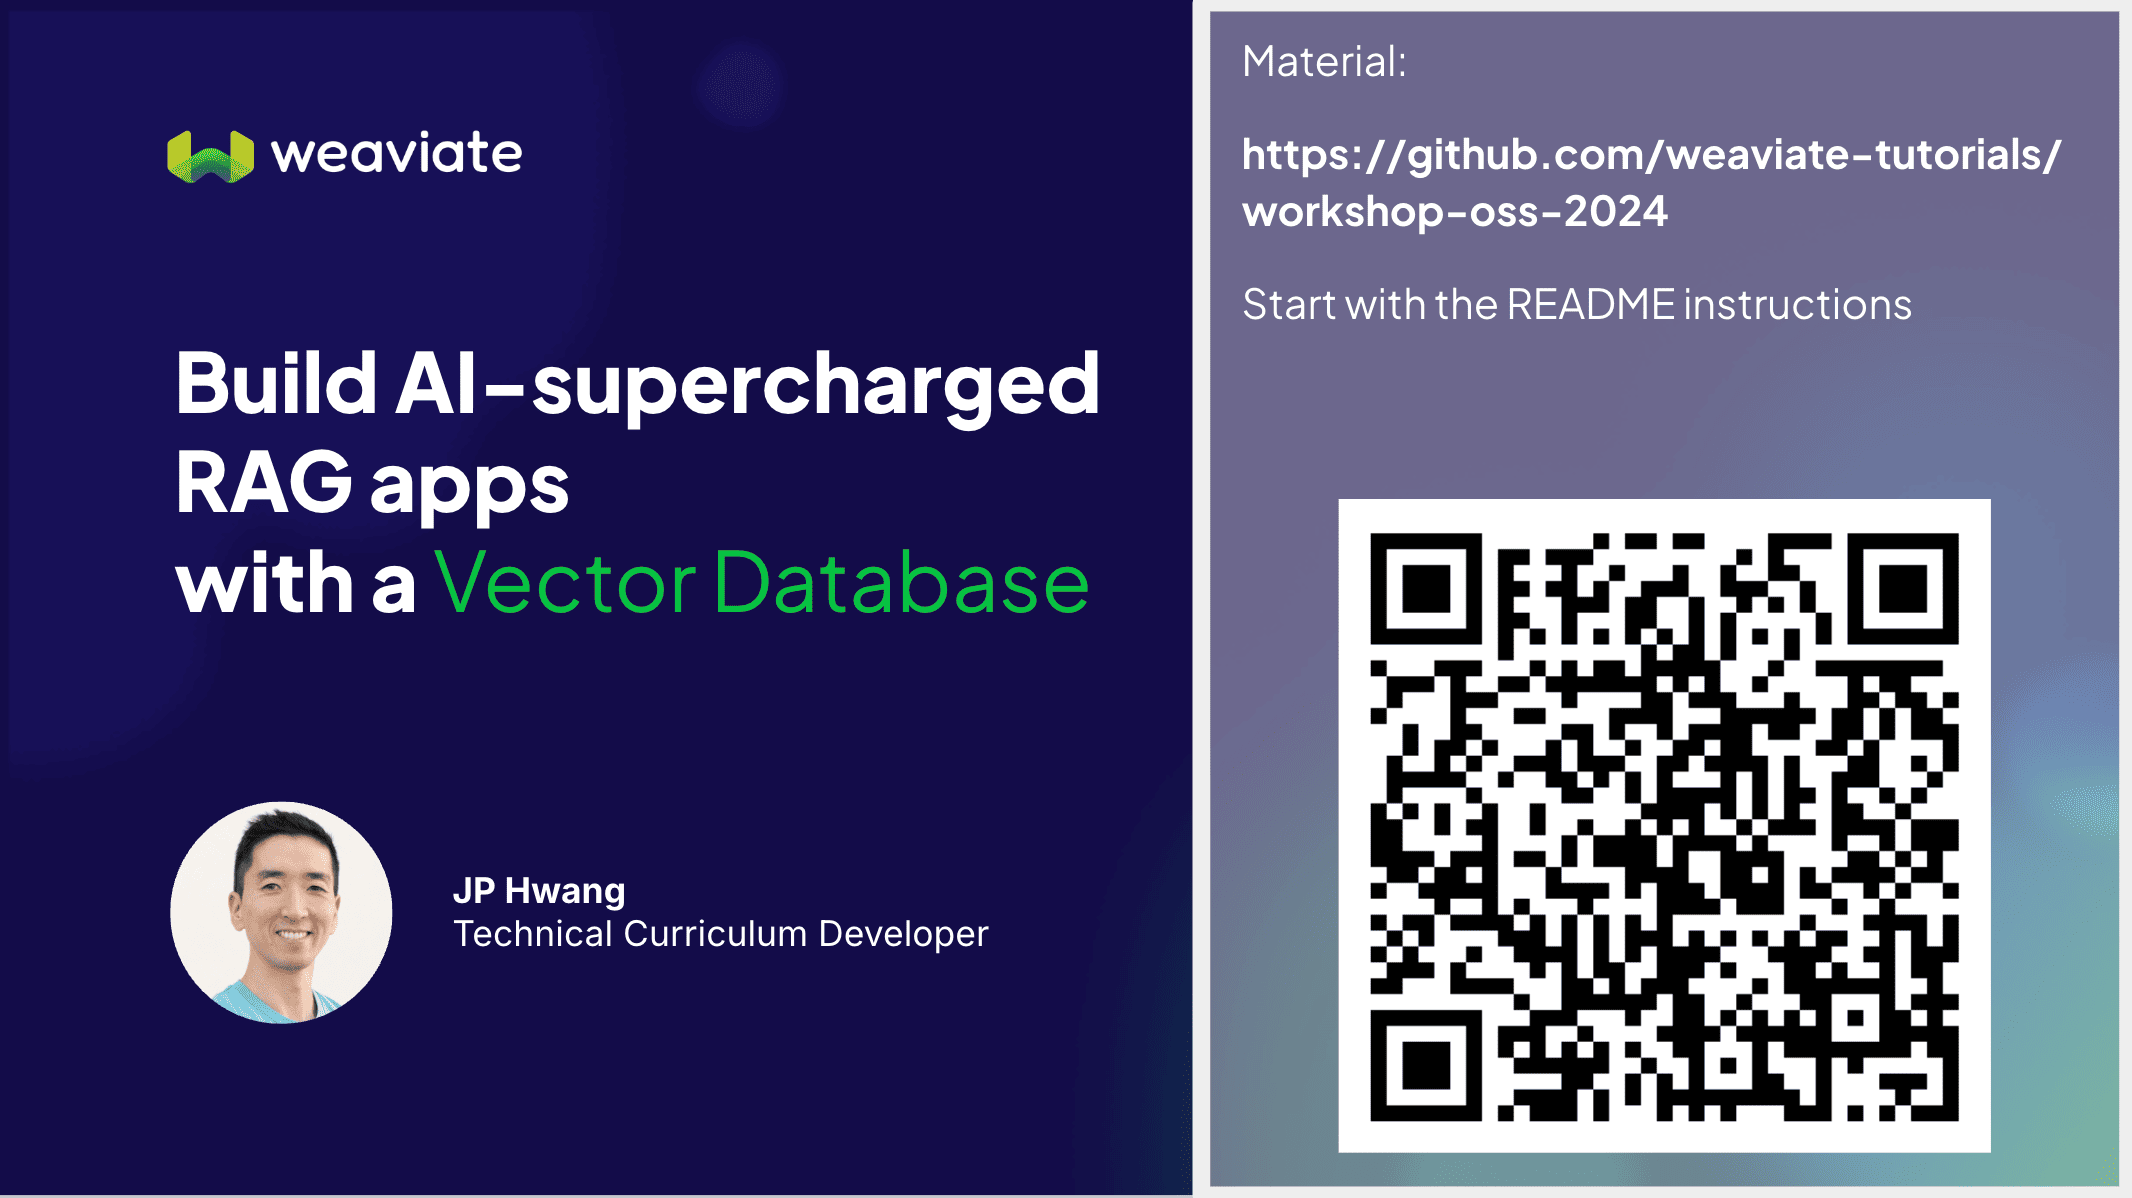 weaviate
Build AI-supercharged
RAG apps
with a Vector Database
JP Hwang
Technical Curriculum Developer
Material:
https://github.com/weaviate-tutorials/
workshop-oss-2024
Start with the README instructions